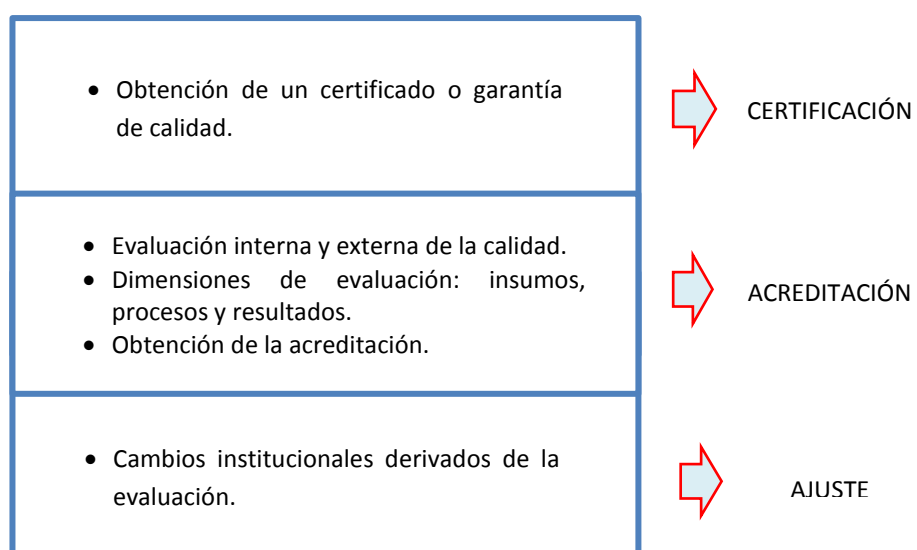 • Obtención de un certificado o garantía
de calidad.
CERTIFICACIÓN
• Evaluación interna y externa de la calidad.
• Dimensiones de evaluación: insumos,
procesos y resultados.
• Obtención de la acreditación.
ACREDITACIÓN
• Cambios institucionales derivados de la
evaluación.
AJUSTE